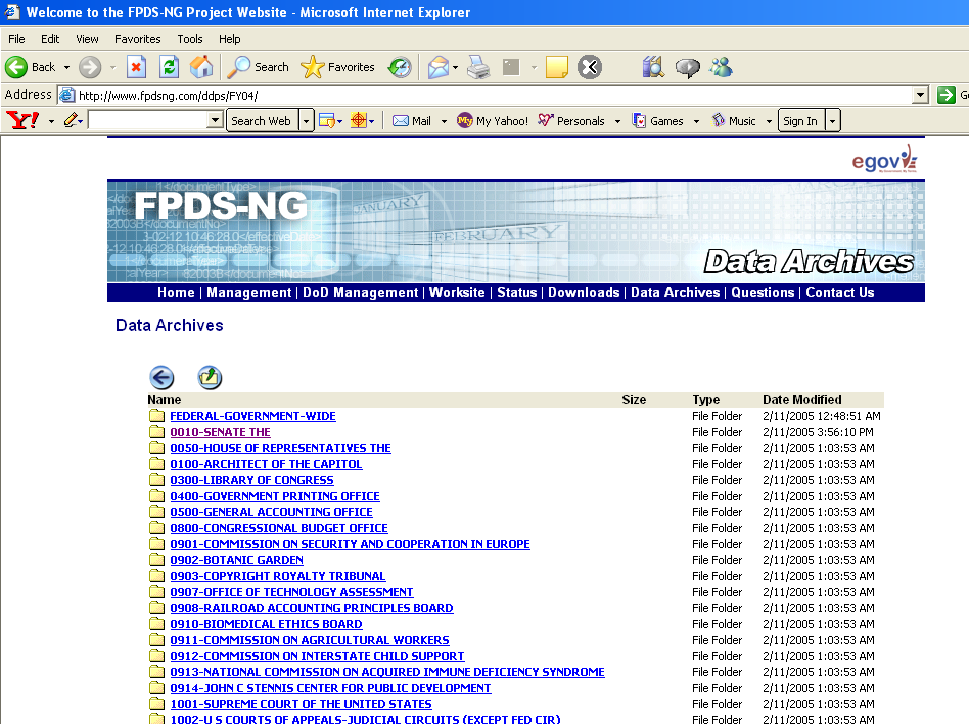 Welcome to the FPDS-NG Project Website - Microsoft Internet Explorer
File Edit View Favorites Tools Help
Back Search Favorites
Address http://www.fpdsng.com/ddps/FY04/
Y! Search Web Mail My Yahoo! Personals Games Music Sign In
egov
FPDS-NG
JANUARY
FEBRUARY
Data Archives
Home | Management | DoD Management | Worksite | Status | Downloads | Data Archives | Questions | Contact Us
Data Archives
Name Size Type Date Modified
FEDERAL-GOVERNMENT-WIDE File Folder 2/11/2005 12:48:51 AM
0010-SENATE THE File Folder 2/11/2005 3:56:10 PM
0050-HOUSE OF REPRESENTATIVES THE File Folder 2/11/2005 1:03:53 AM
0100-ARCHITECT OF THE CAPITOL File Folder 2/11/2005 1:03:53 AM
0300-LIBRARY OF CONGRESS File Folder 2/11/2005 1:03:53 AM
0400-GOVERNMENT PRINTING OFFICE File Folder 2/11/2005 1:03:53 AM
0500-GENERAL ACCOUNTING OFFICE File Folder 2/11/2005 1:03:53 AM
0800-CONGRESSIONAL BUDGET OFFICE File Folder 2/11/2005 1:03:53 AM
0901-COMMISSION ON SECURITY AND COOPERATION IN EUROPE File Folder 2/11/2005 1:03:53 AM
0902-BOTANIC GARDEN File Folder 2/11/2005 1:03:53 AM
0903-COPYRIGHT ROYALTY TRIBUNAL File Folder 2/11/2005 1:03:53 AM
0907-OFFICE OF TECHNOLOGY ASSESSMENT File Folder 2/11/2005 1:03:53 AM
0908-RAILROAD ACCOUNTING PRINCIPLES BOARD File Folder 2/11/2005 1:03:53 AM
0910-BIOMEDICAL ETHICS BOARD File Folder 2/11/2005 1:03:53 AM
0911-COMMISSION ON AGRICULTURAL WORKERS File Folder 2/11/2005 1:03:53 AM
0912-COMMISSION ON INTERSTATE CHILD SUPPORT File Folder 2/11/2005 1:03:53 AM
0913-NATIONAL COMMISSION ON ACQUIRED IMMUNE DEFICIENCY SYNDROME File Folder 2/11/2005 1:03:53 AM
0914-JOHN C STENNIS CENTER FOR PUBLIC DEVELOPMENT File Folder 2/11/2005 1:03:53 AM
1001-SUPREME COURT OF THE UNITED STATES File Folder 2/11/2005 1:03:53 AM
1002-U S COURTS OF APPEALS-JUDICIAL CIRCUITS (EXCEPT FED CIR) File Folder 2/11/2005 1:03:53 AM